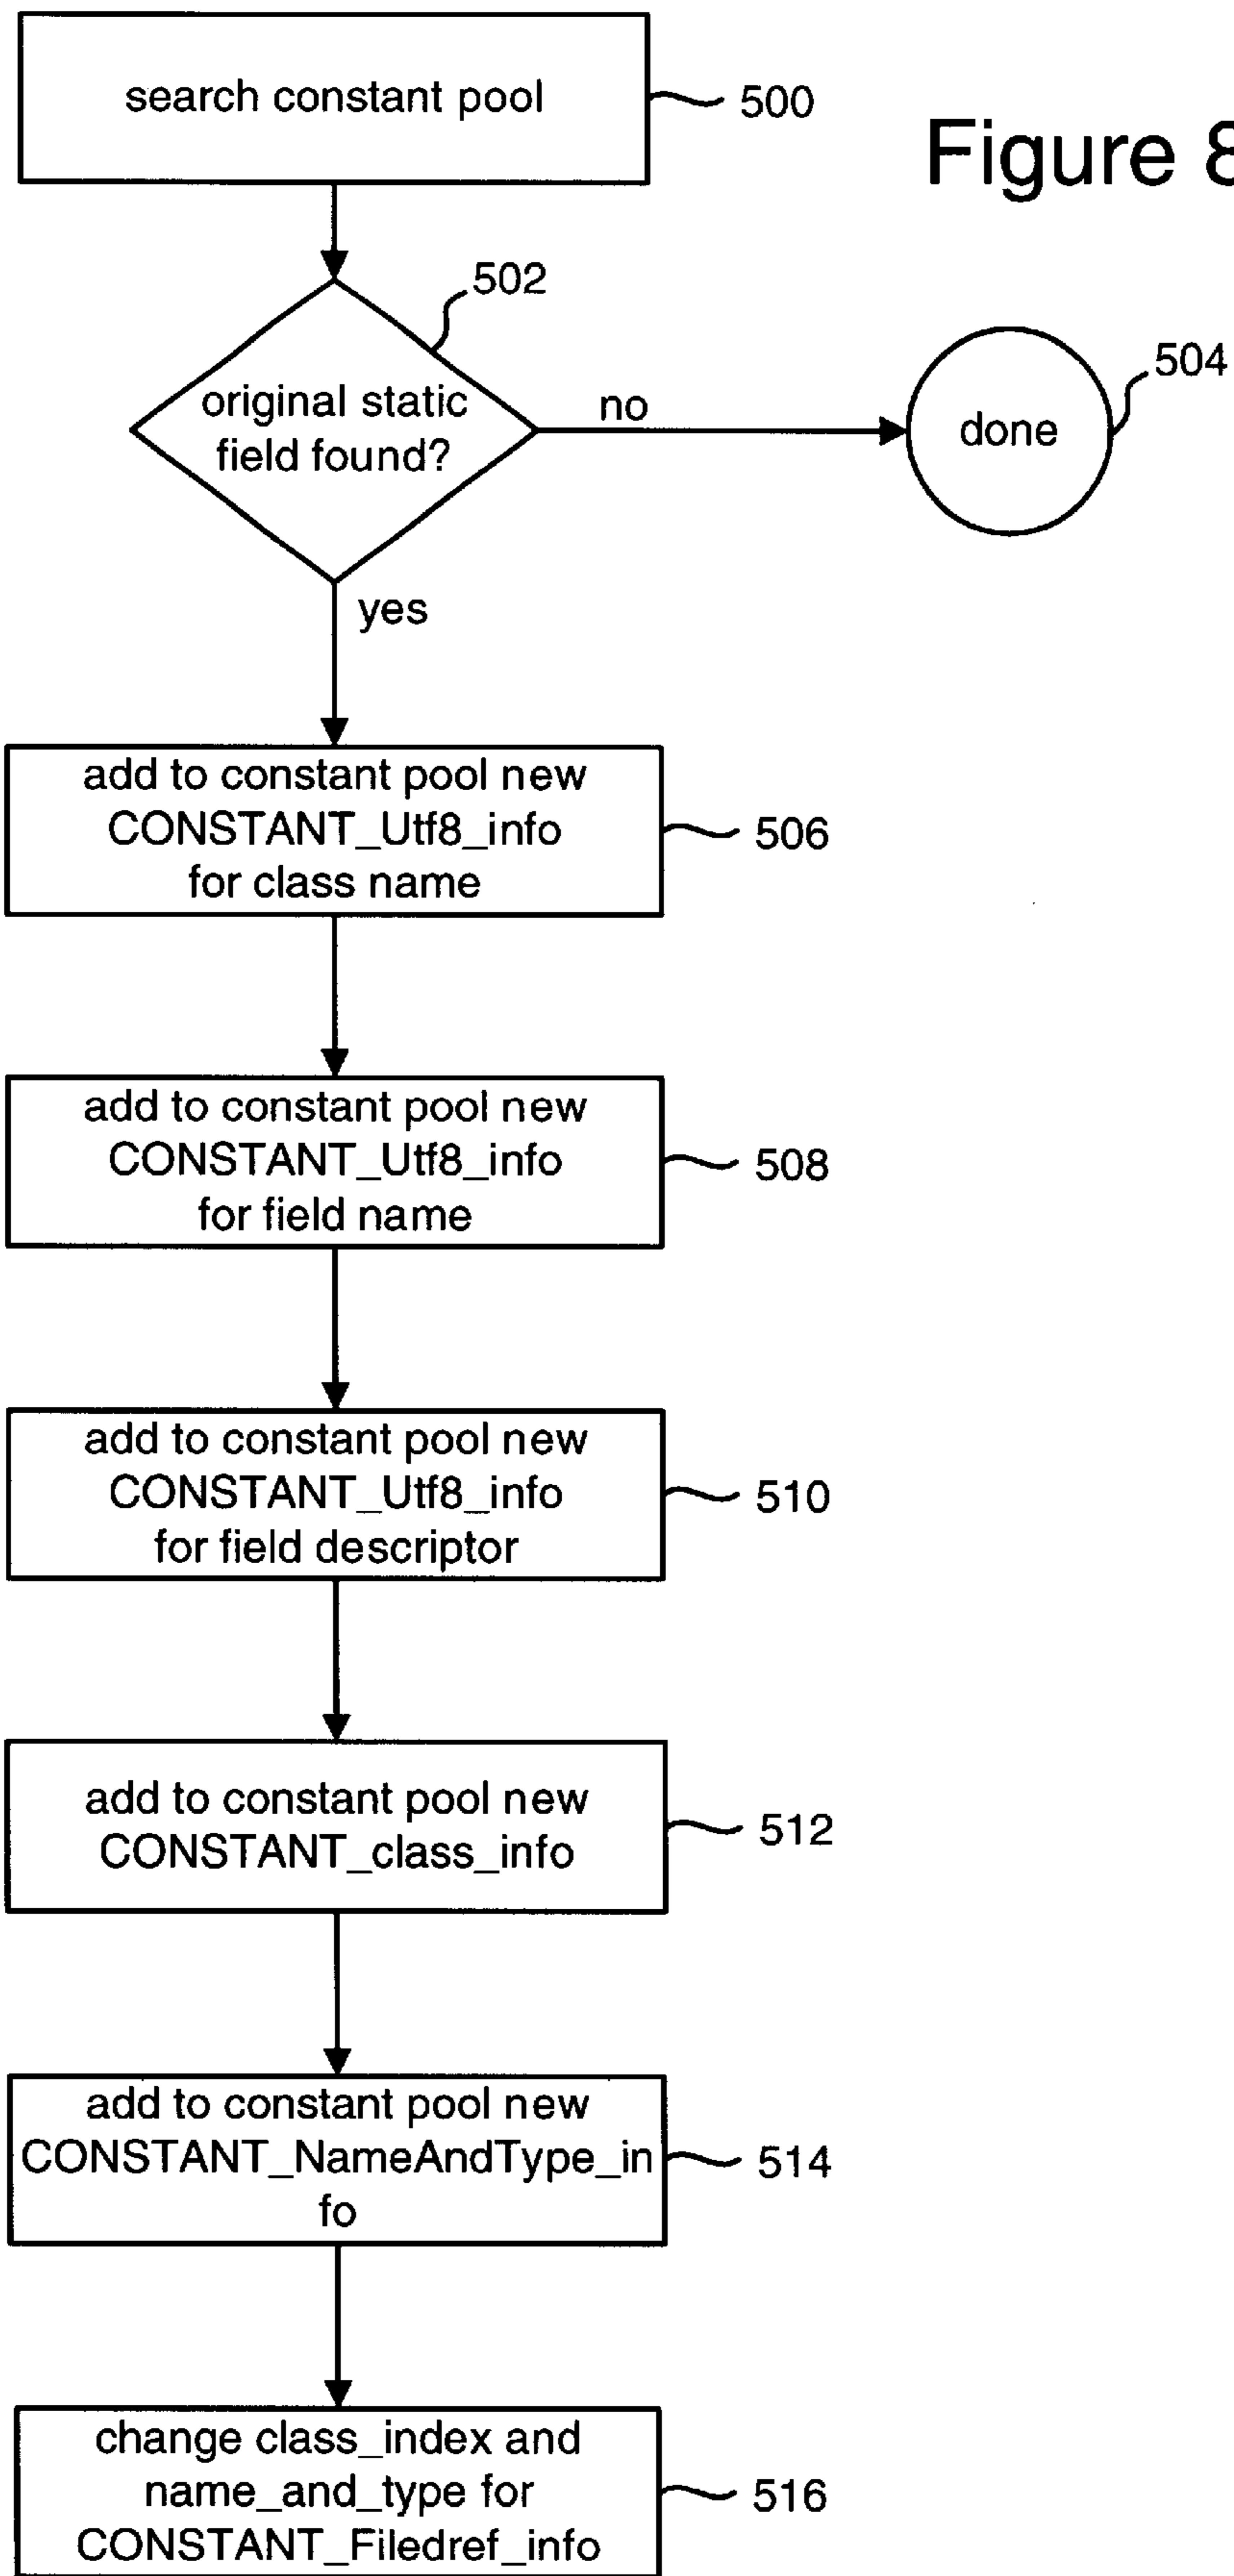 search constant pool
500
Figure 8
502
original static
field found?
no
done
504
yes
add to constant pool new
CONSTANT_Utf8_info
for class name
506
add to constant pool new
CONSTANT_Utf8_info
for field name
508
add to constant pool new
CONSTANT_Utf8_info
for field descriptor
510
add to constant pool new
CONSTANT_class_info
512
add to constant pool new
CONSTANT_NameAndType_in
fo
514
change class_index and
name_and_type for
CONSTANT_Filedref_info
516